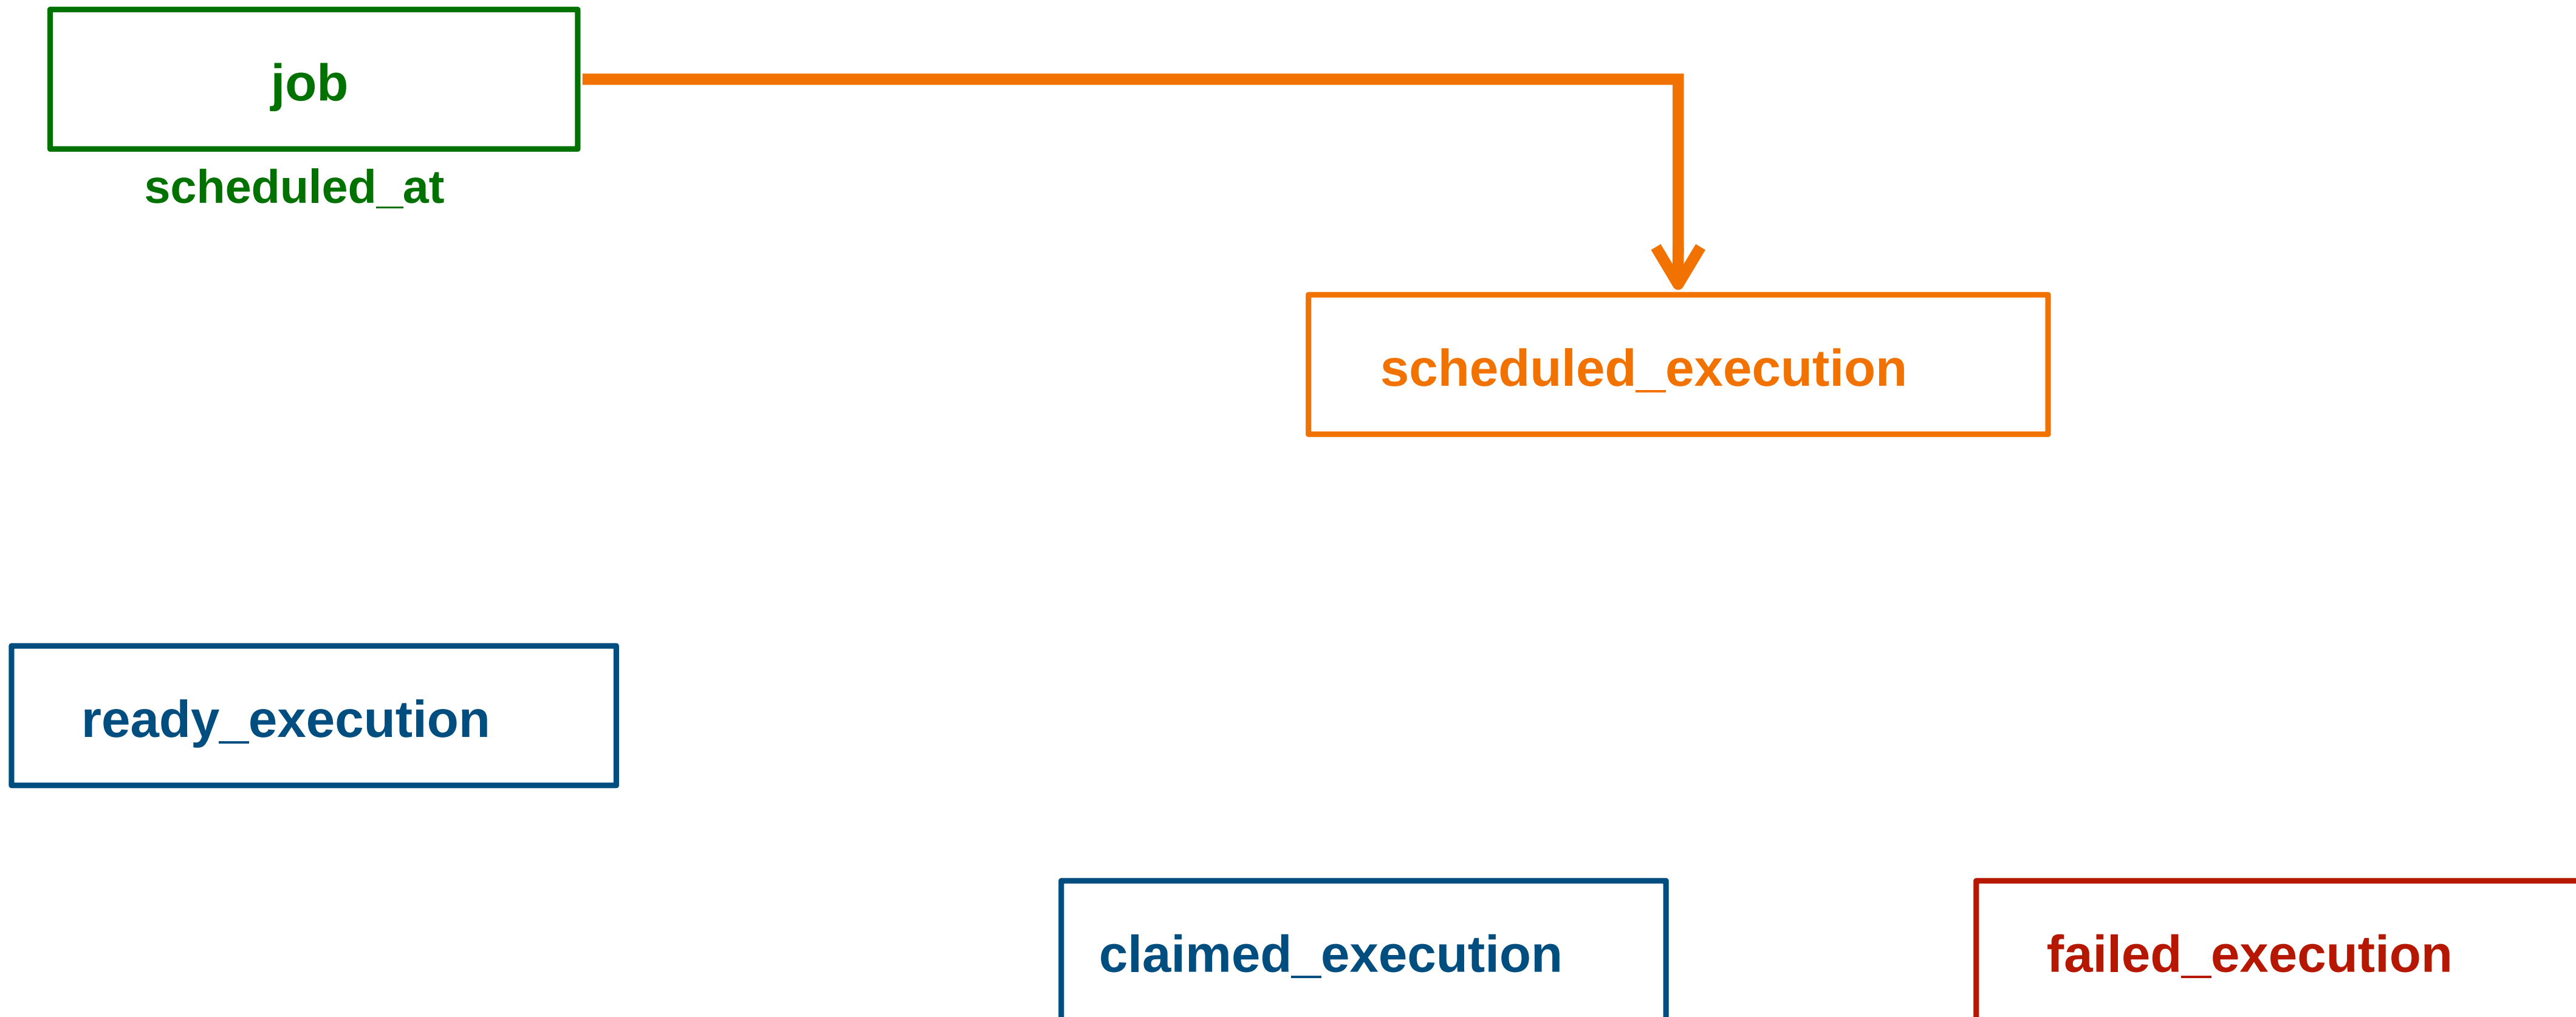 job
scheduled_at
scheduled_execution
ready_execution
claimed_execution
failed_execution